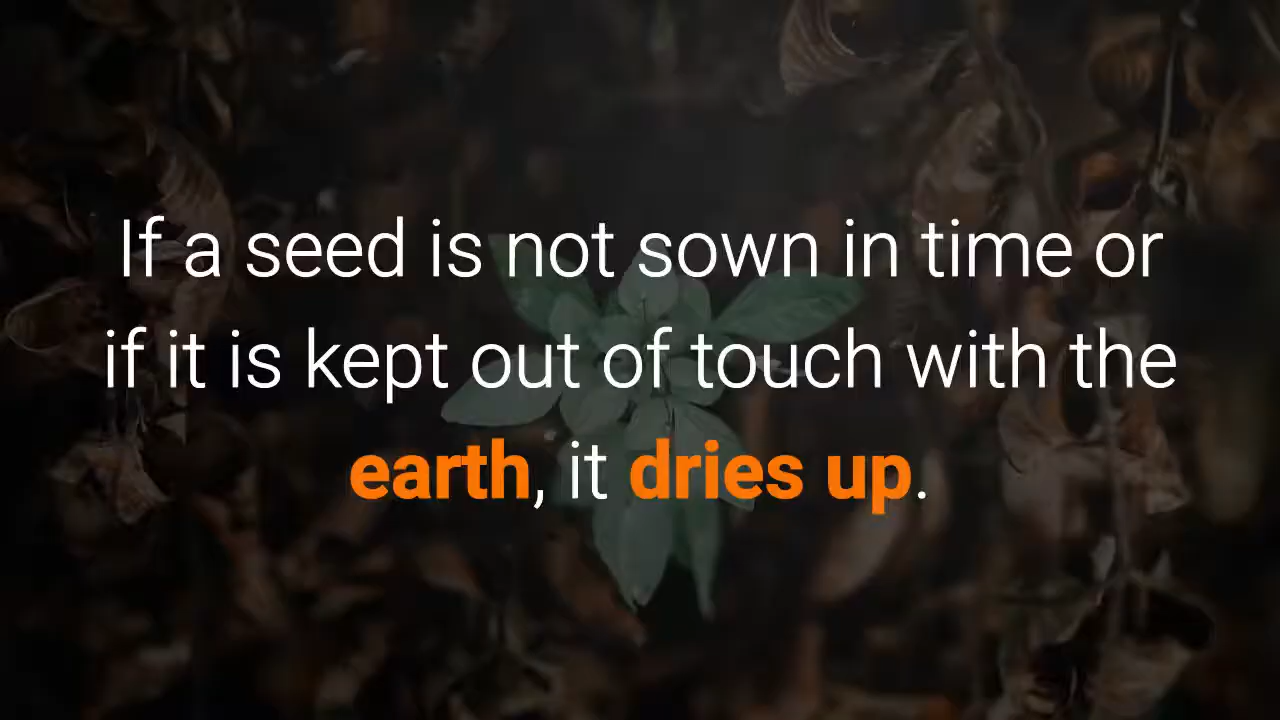 If a seed is not sown in time or
if it is kept out of touch with the
earth, it dries up.